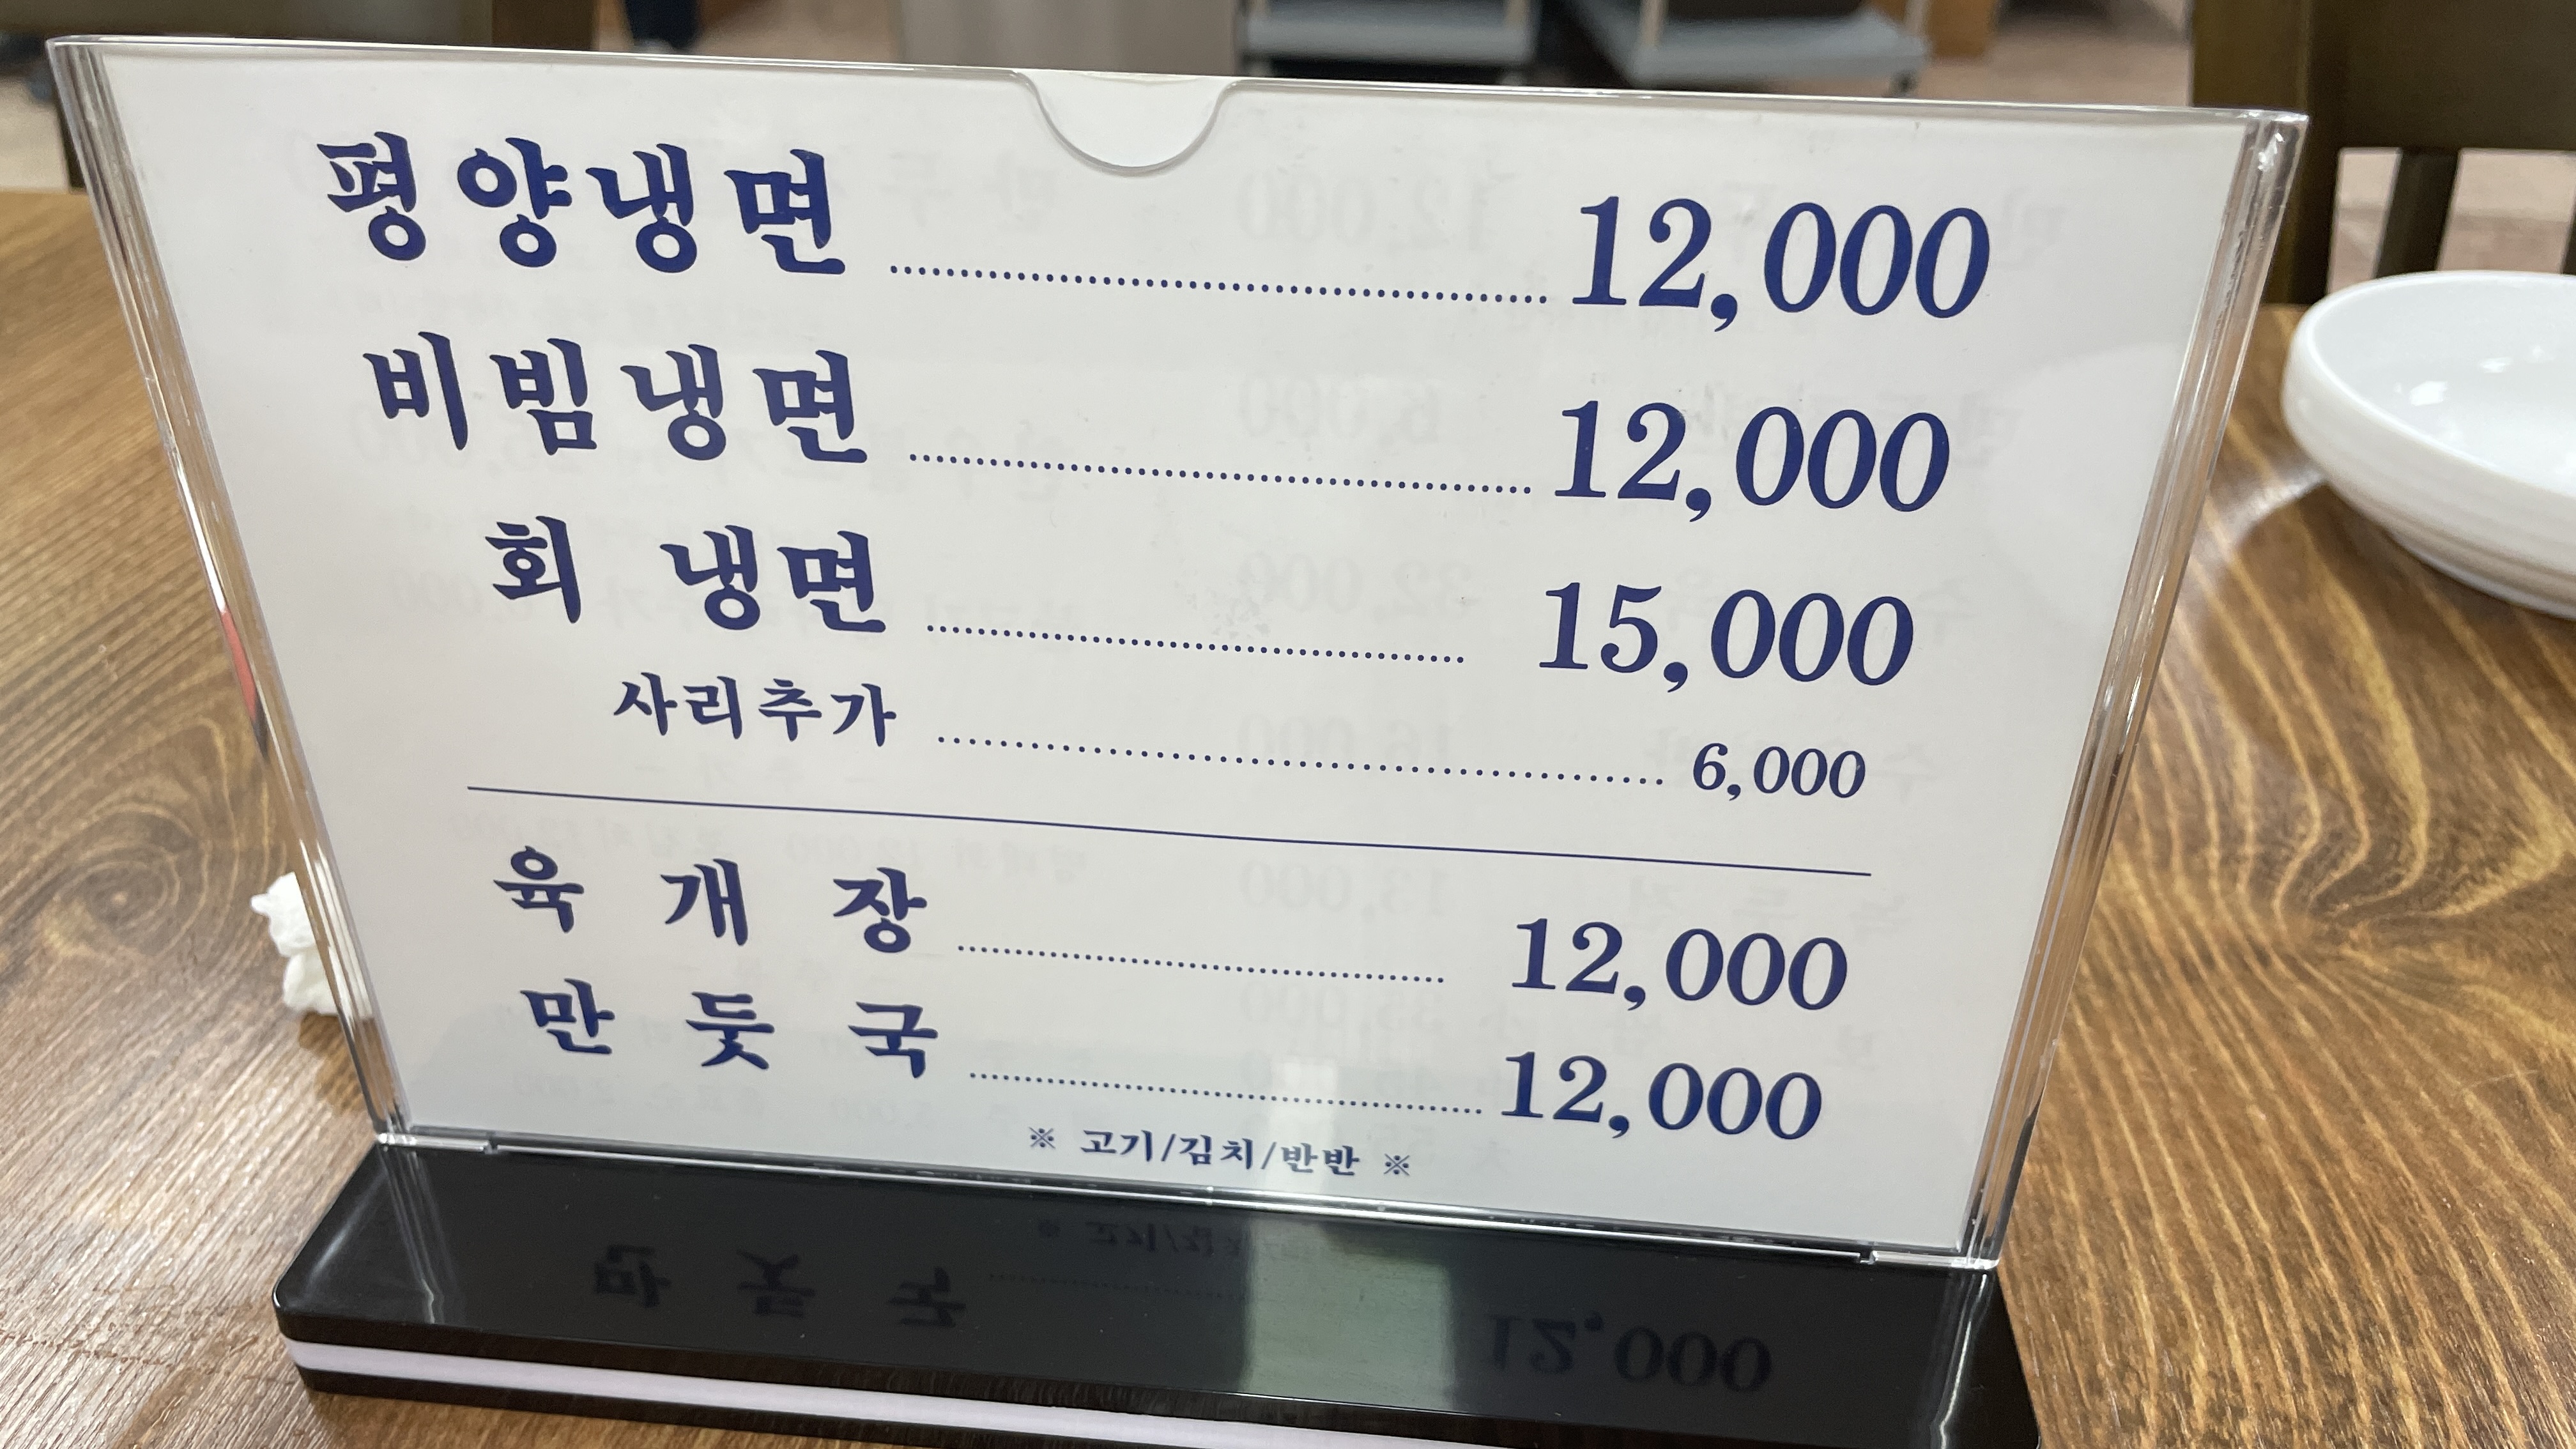 평양냉면 12,000
비빔냉면 12,000
회 냉면 15,000
사리추가 6,000
육 개 장 12,000
만 둣 국 12,000
※ 고기/김치/반반 ※